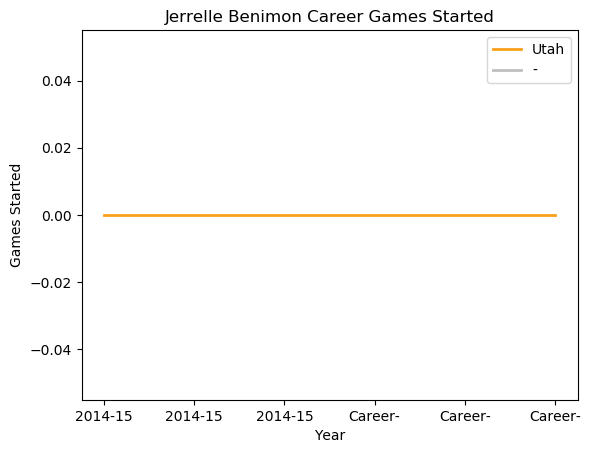 Jerrelle Benimon Career Games Started
Utah
-
0.04
0.02
0.00
−0.02
−0.04
Games Started
2014-15 2014-15 2014-15 Career- Career- Career-
Year